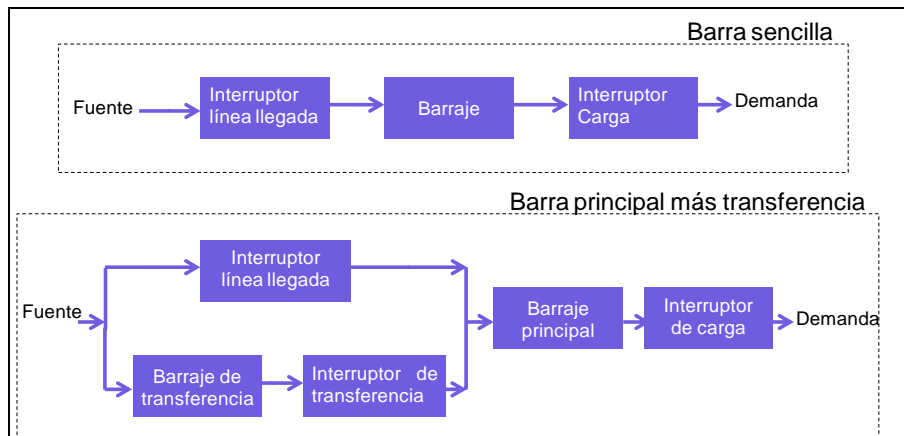 Barra sencilla
Fuente
Interruptor
línea llegada
Barraje
Interruptor
Carga
Demanda
Barra principal más transferencia
Interruptor
línea llegada
Fuente
Barraje
principal
Interruptor
de carga
Demanda
Barraje de
transferencia
Interruptor de
transferencia